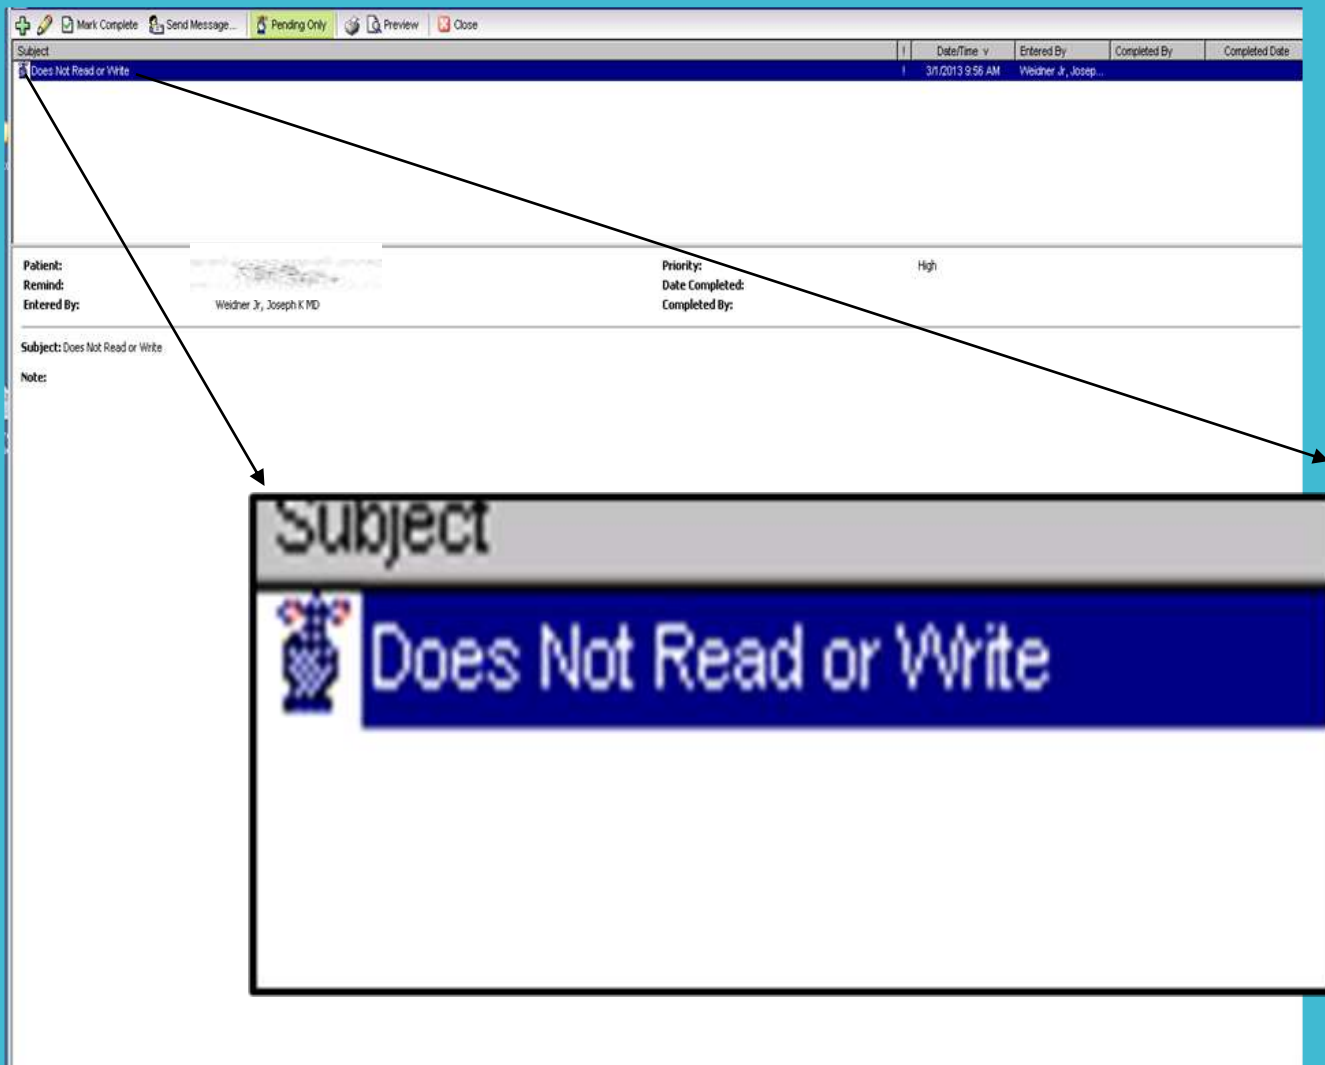 Mark Complete Send Message... Pending Only Preview Close
Subject ! Date/Time Entered By Completed By Completed Date
Does Not Read or Write ! 3/1/2013 9:56 AM Weidner Jr, Josep...
Patient: Priority: High
Remind: Date Completed:
Entered By: Weidner Jr, Joseph K MD Completed By:
Subject: Does Not Read or Write
Note:
Subject
Does Not Read or Write